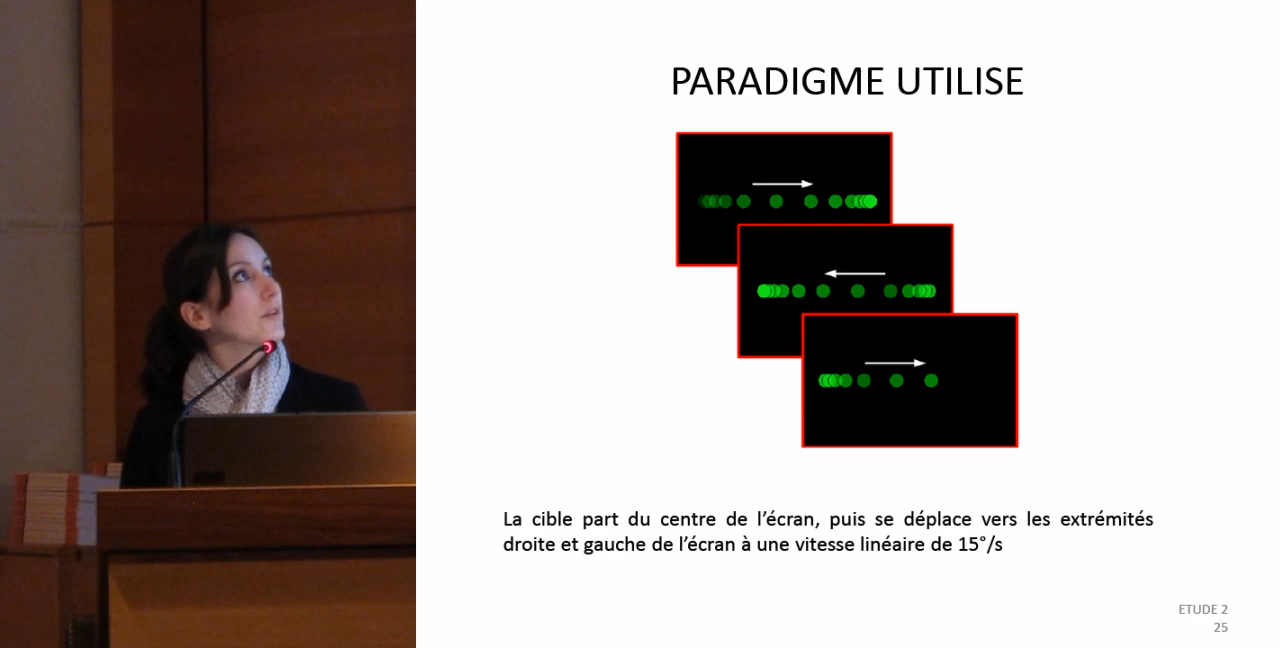 PARADIGME UTILISE
La cible part du centre de l’écran, puis se déplace vers les extrémités
droite et gauche de l’écran à une vitesse linéaire de 15°/s
ETUDE 2
25